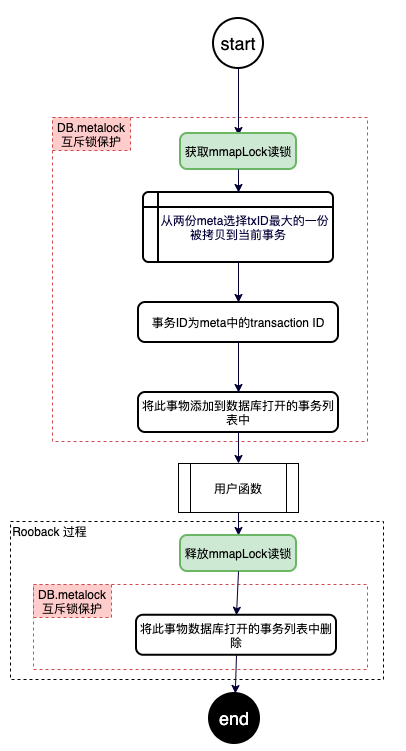 start
DB.metalock
互斥锁保护
获取mmapLock读锁
从两份meta选择txID最大的一份
被拷贝到当前事务
事务ID为meta中的transaction ID
将此事物添加到数据库打开的事务列
表中
用户函数
Rooback 过程
释放mmapLock读锁
DB.metalock
互斥锁保护
将此事物数据库打开的事务列表中删
除
end